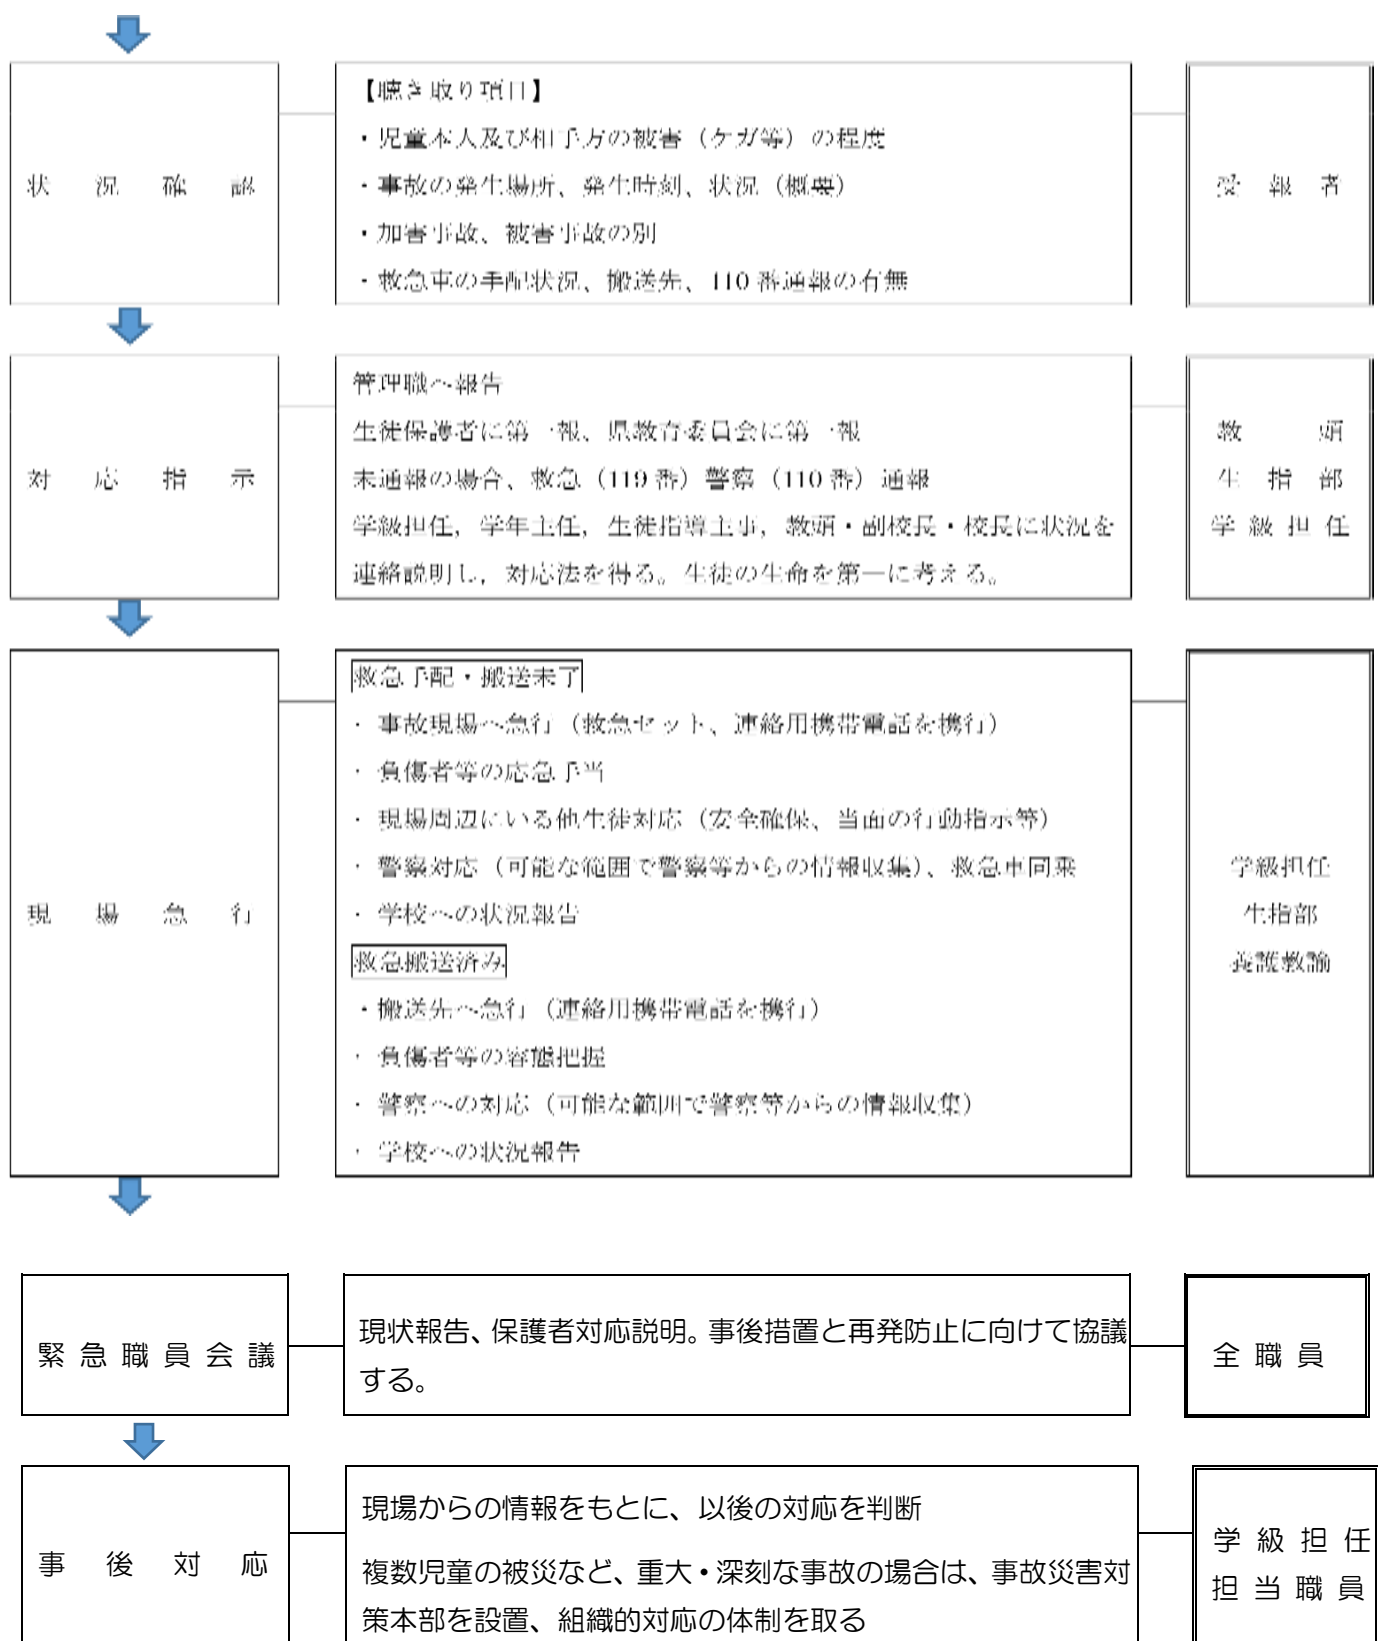 状況確認
【聴き取り項目】
・児童本人及び相手方の被害（ケガ等）の程度
・事故の発生場所、発生時刻、状況（概要）
・加害事故、被害事故の別
・救急車の手配状況、搬送先、110番通報の有無
受報者
対応指示
管理職へ報告
生徒保護者に第一報、県教育委員会に第一報
未通報の場合、救急（119番）警察（110番）通報
学級担任，学年主任，生徒指導主事，教頭・副校長・校長に状況を
連絡説明し，対応法を得る。生徒の生命を第一に考える。
教頭
生指部
学級担任
現場急行
救急手配・搬送未了
・事故現場へ急行（救急セット、連絡用携帯電話を携行）
・負傷者等の応急手当
・現場周辺にいる他生徒対応（安全確保、当面の行動指示等）
・警察対応（可能な範囲で警察等からの情報収集）、救急車同乗
・学校への状況報告
救急搬送済み
・搬送先へ急行（連絡用携帯電話を携行）
・負傷者等の容態把握
・警察への対応（可能な範囲で警察等からの情報収集）
・学校への状況報告
学級担任
生指部
養護教諭
緊急職員会議
現状報告、保護者対応説明。事後措置と再発防止に向けて協議
する。
全職員
事後対応
現場からの情報をもとに、以後の対応を判断
複数児童の被災など、重大・深刻な事故の場合は、事故災害対
策本部を設置、組織的対応の体制を取る
学級担任
担当職員